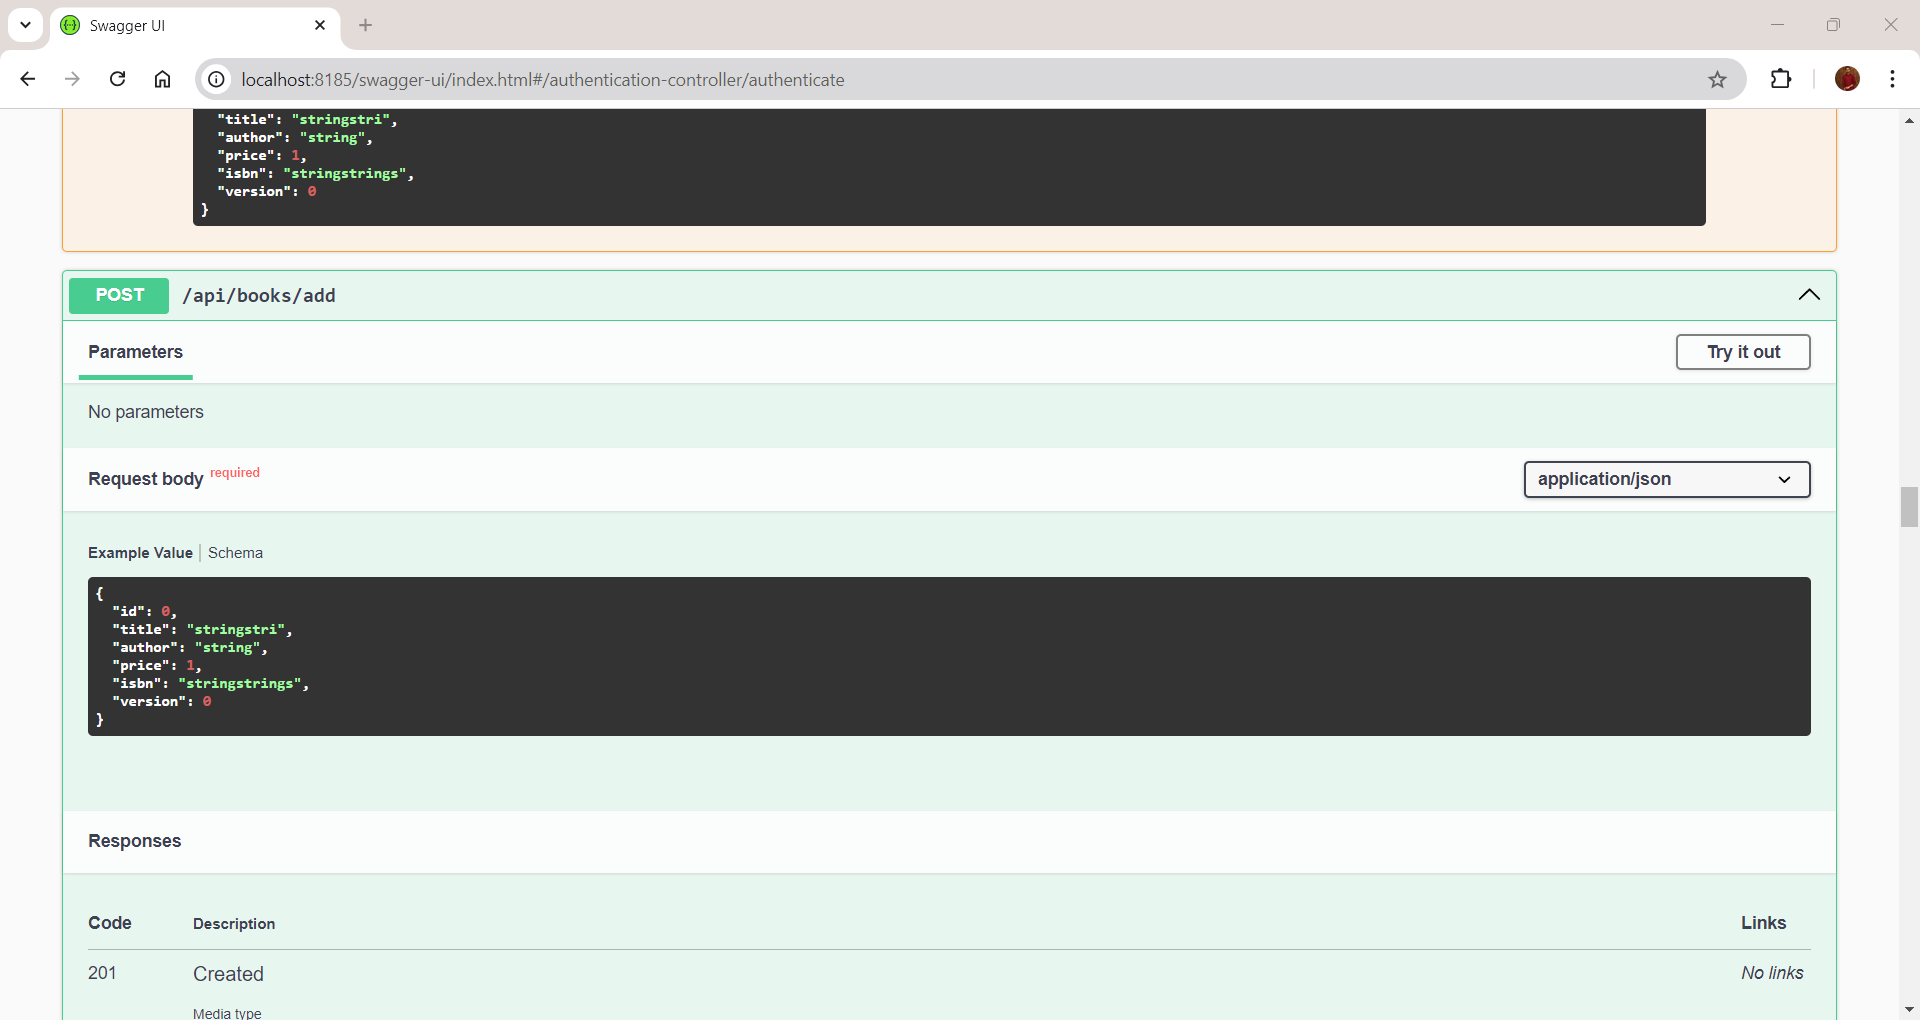 Swagger UI
localhost:8185/swagger-ui/index.html#/authentication-controller/authenticate
"title": "stringstri",
"author": "string",
"price": 1,
"isbn": "stringstrings",
"version": 0
}
POST /api/books/add
Parameters
Try it out
No parameters
Request body required
application/json
Example Value | Schema
{
"id": 0,
"title": "stringstri",
"author": "string",
"price": 1,
"isbn": "stringstrings",
"version": 0
}
Responses
Code Description Links
201 Created No links
Media type